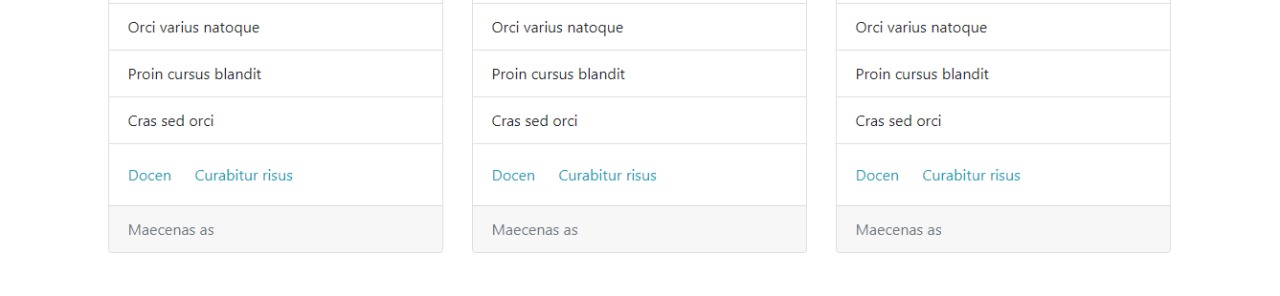 Orci varius natoque
Proin cursus blandit
Cras sed orci
Docen Curabitur risus
Maecenas as
Orci varius natoque
Proin cursus blandit
Cras sed orci
Docen Curabitur risus
Maecenas as
Orci varius natoque
Proin cursus blandit
Cras sed orci
Docen Curabitur risus
Maecenas as